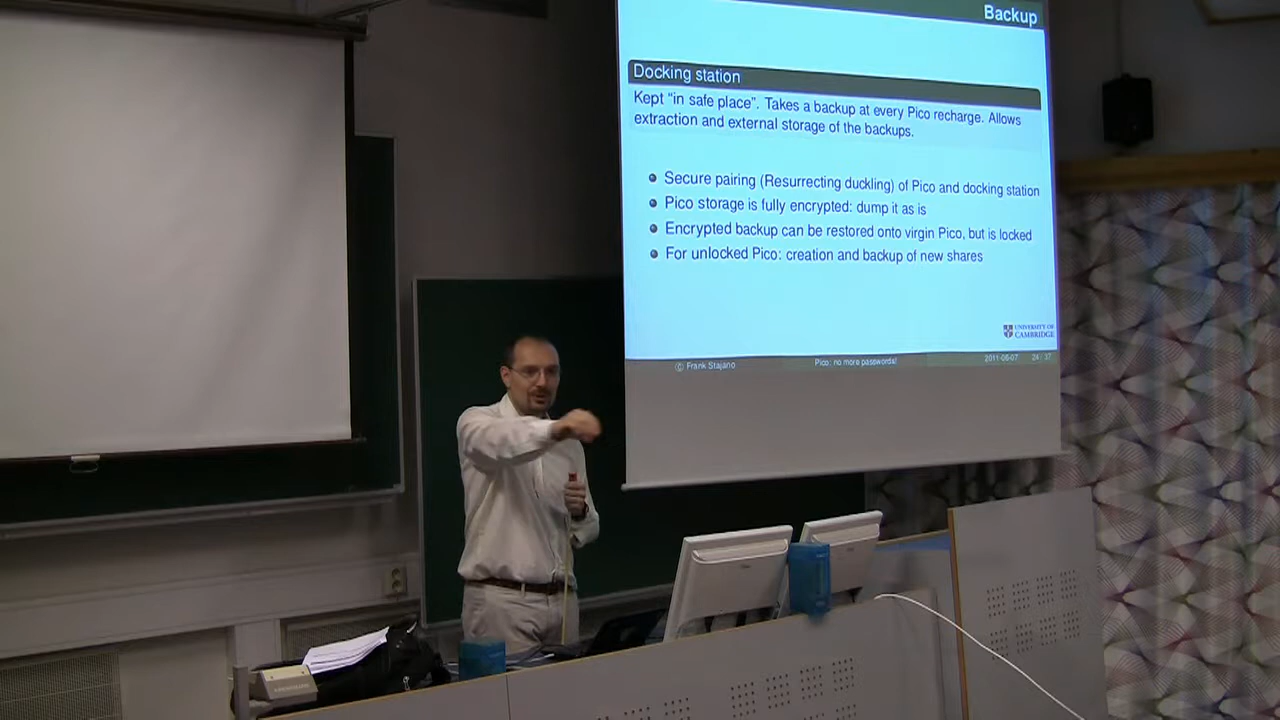 Backup
Docking station
Kept “in safe place”. Takes a backup at every Pico recharge. Allows
extraction and external storage of the backups.
Secure pairing (Resurrecting duckling) of Pico and docking station
Pico storage is fully encrypted: dump it as is
Encrypted backup can be restored onto virgin Pico, but is locked
For unlocked Pico: creation and backup of new shares
UNIVERSITY OF
CAMBRIDGE
© Frank Stajano Pico: no more passwords! 2011-06-07 24 / 37